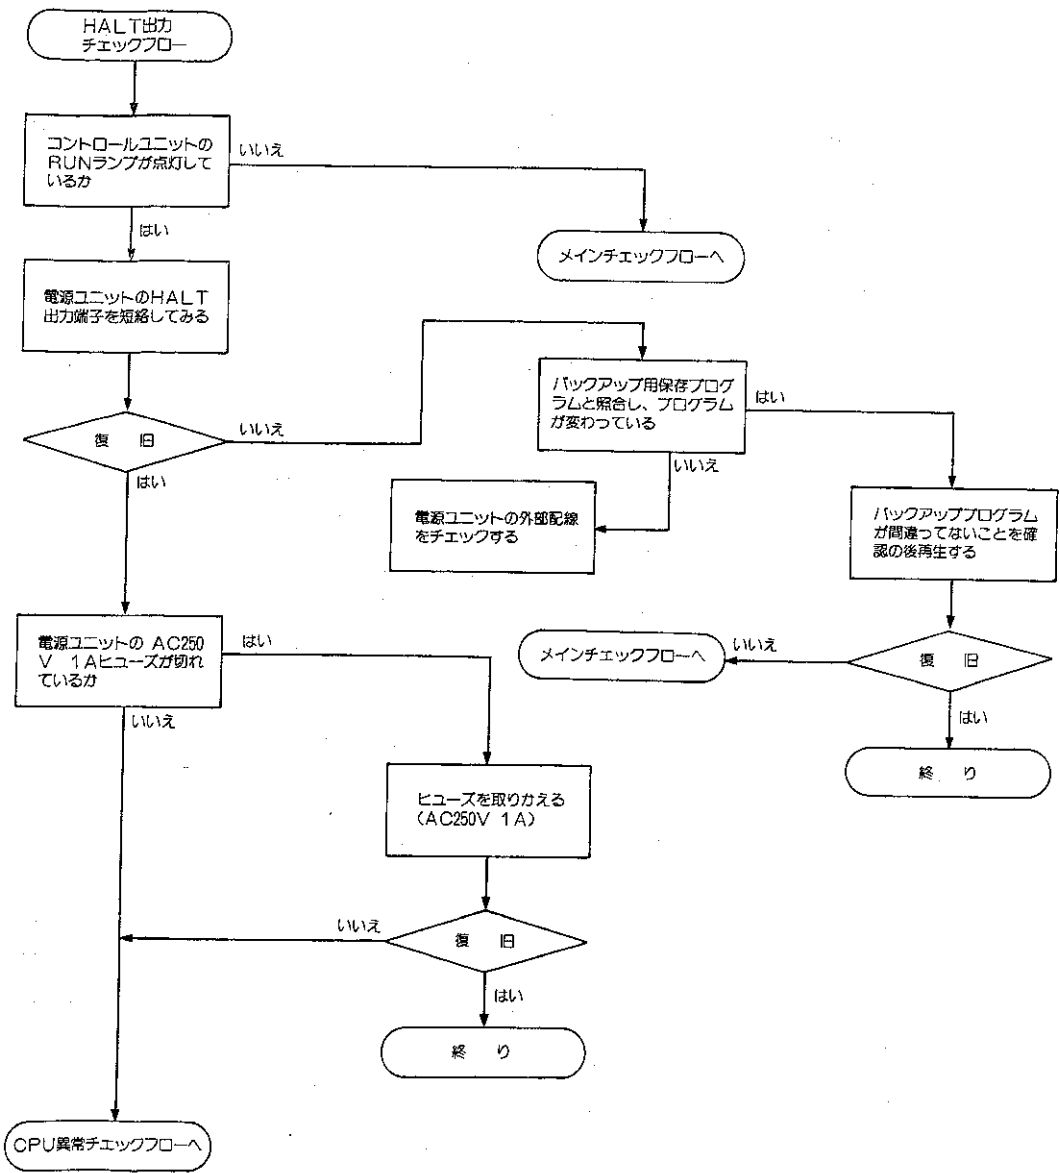 HALT出力
チェックフロー
コントロールユニットの
RUNランプが点灯して
いるか
いいえ
はい
メインチェックフローへ
電源ユニットのHALT
出力端子を短絡してみる
バックアップ用保存プログ
ラムと照合し、プログラム
が変わっている
はい
いいえ
復 旧
いいえ
はい
電源ユニットの外部配線
をチェックする
バックアッププログラム
が間違ってないことを確
認の後再生する
電源ユニットの AC250
V 1Aヒューズが切れ
ているか
はい
いいえ
メインチェックフローへ
いいえ
復 旧
はい
終 り
ヒューズを取りかえる
(AC250V 1A)
いいえ
復 旧
はい
終 り
CPU異常チェックフローへ